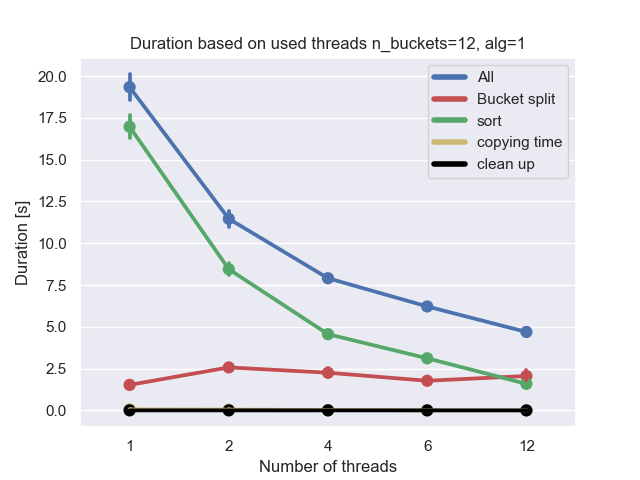 Duration based on used threads n_buckets=12, alg=1
All
Bucket split
sort
copying time
clean up
Duration [s]
20.0
17.5
15.0
12.5
10.0
7.5
5.0
2.5
0.0
1 2 4 6 12
Number of threads